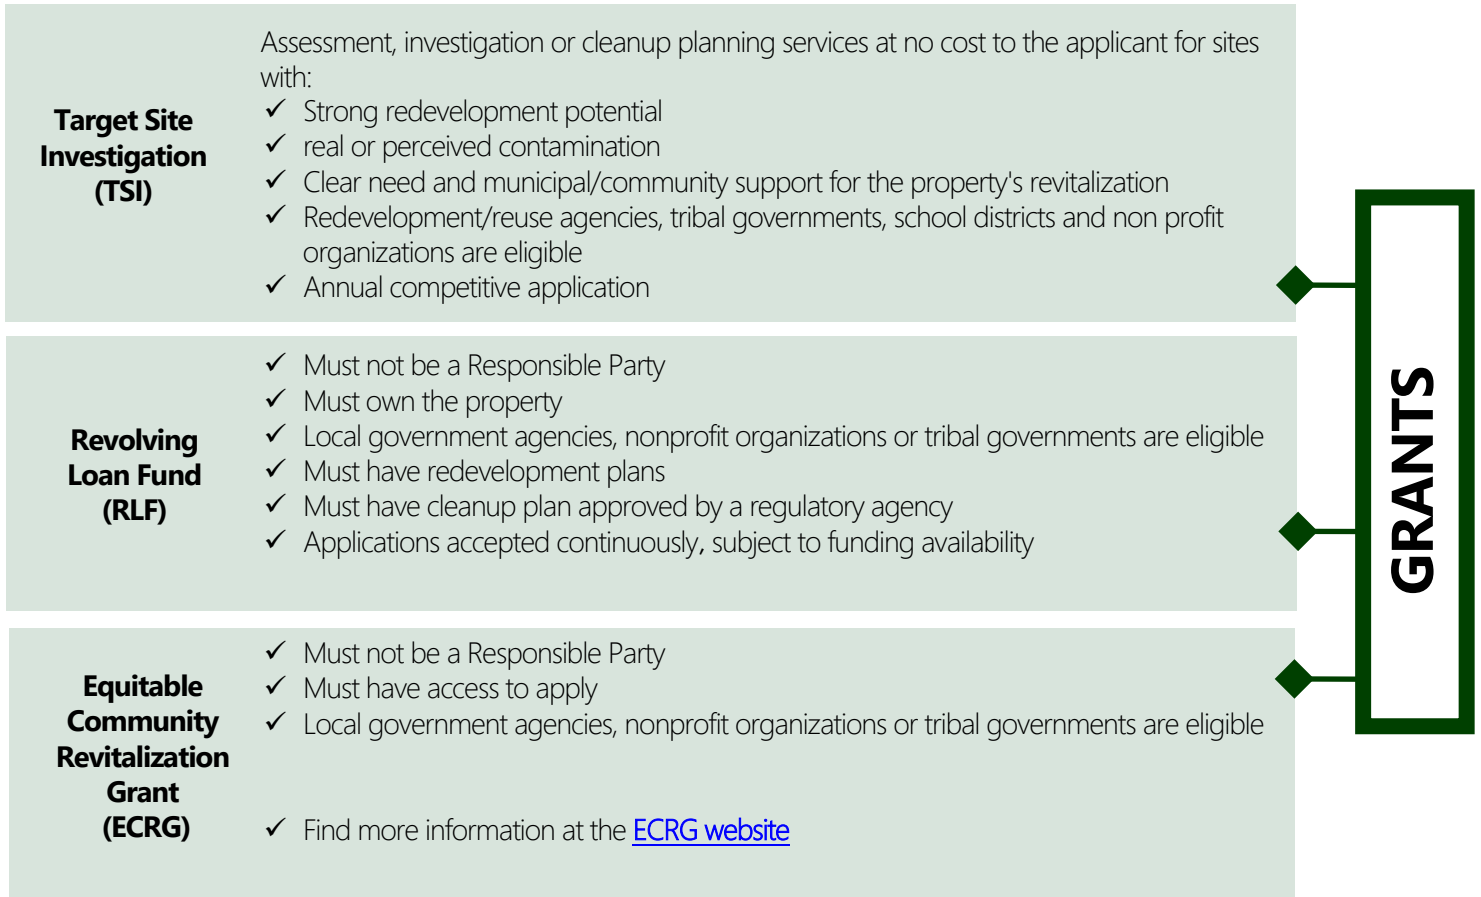 Assessment, investigation or cleanup planning services at no cost to the applicant for sites
with:
Target Site
Investigation
(TSI)
✓ Strong redevelopment potential
✓ real or perceived contamination
✓ Clear need and municipal/community support for the property's revitalization
✓ Redevelopment/reuse agencies, tribal governments, school districts and non profit
organizations are eligible
✓ Annual competitive application
Revolving
Loan Fund
(RLF)
✓ Must not be a Responsible Party
✓ Must own the property
✓ Local government agencies, nonprofit organizations or tribal governments are eligible
✓ Must have redevelopment plans
✓ Must have cleanup plan approved by a regulatory agency
✓ Applications accepted continuously, subject to funding availability
Equitable
Community
Revitalization
Grant
(ECRG)
✓ Must not be a Responsible Party
✓ Must have access to apply
✓ Local government agencies, nonprofit organizations or tribal governments are eligible
✓ Find more information at the ECRG website
GRANTS